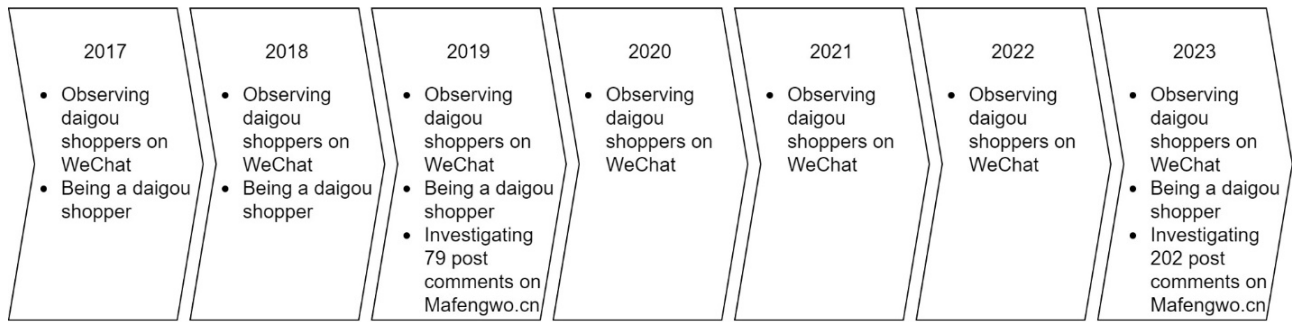 2017
• Observing
daigou
shoppers on
WeChat
• Being a daigou
shopper
2018
• Observing
daigou
shoppers on
WeChat
• Being a daigou
shopper
2019
• Observing
daigou
shoppers on
WeChat
• Being a daigou
shopper
• Investigating
79 post
comments on
Mafengwo.cn
2020
• Observing
daigou
shoppers on
WeChat
2021
• Observing
daigou
shoppers on
WeChat
2022
• Observing
daigou
shoppers on
WeChat
2023
• Observing
daigou
shoppers on
WeChat
• Being a daigou
shopper
• Investigating
202 post
comments on
Mafengwo.cn